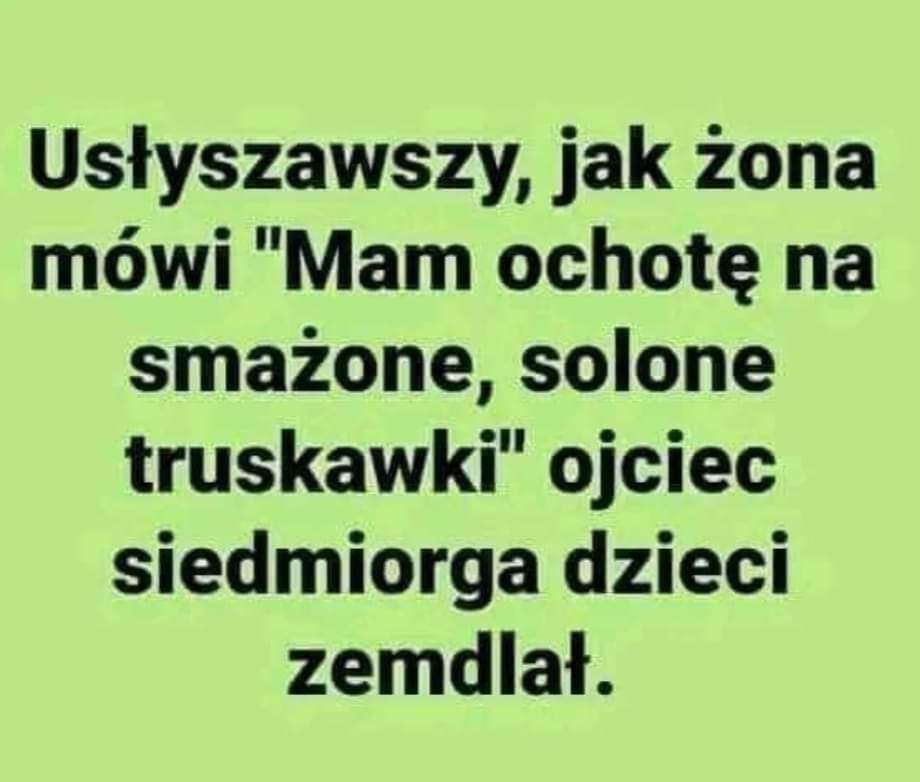 Usłyszawszy, jak żona
mówi "Mam ochotę na
smażone, solone
truskawki" ojciec
siedmiorga dzieci
zemdlał.